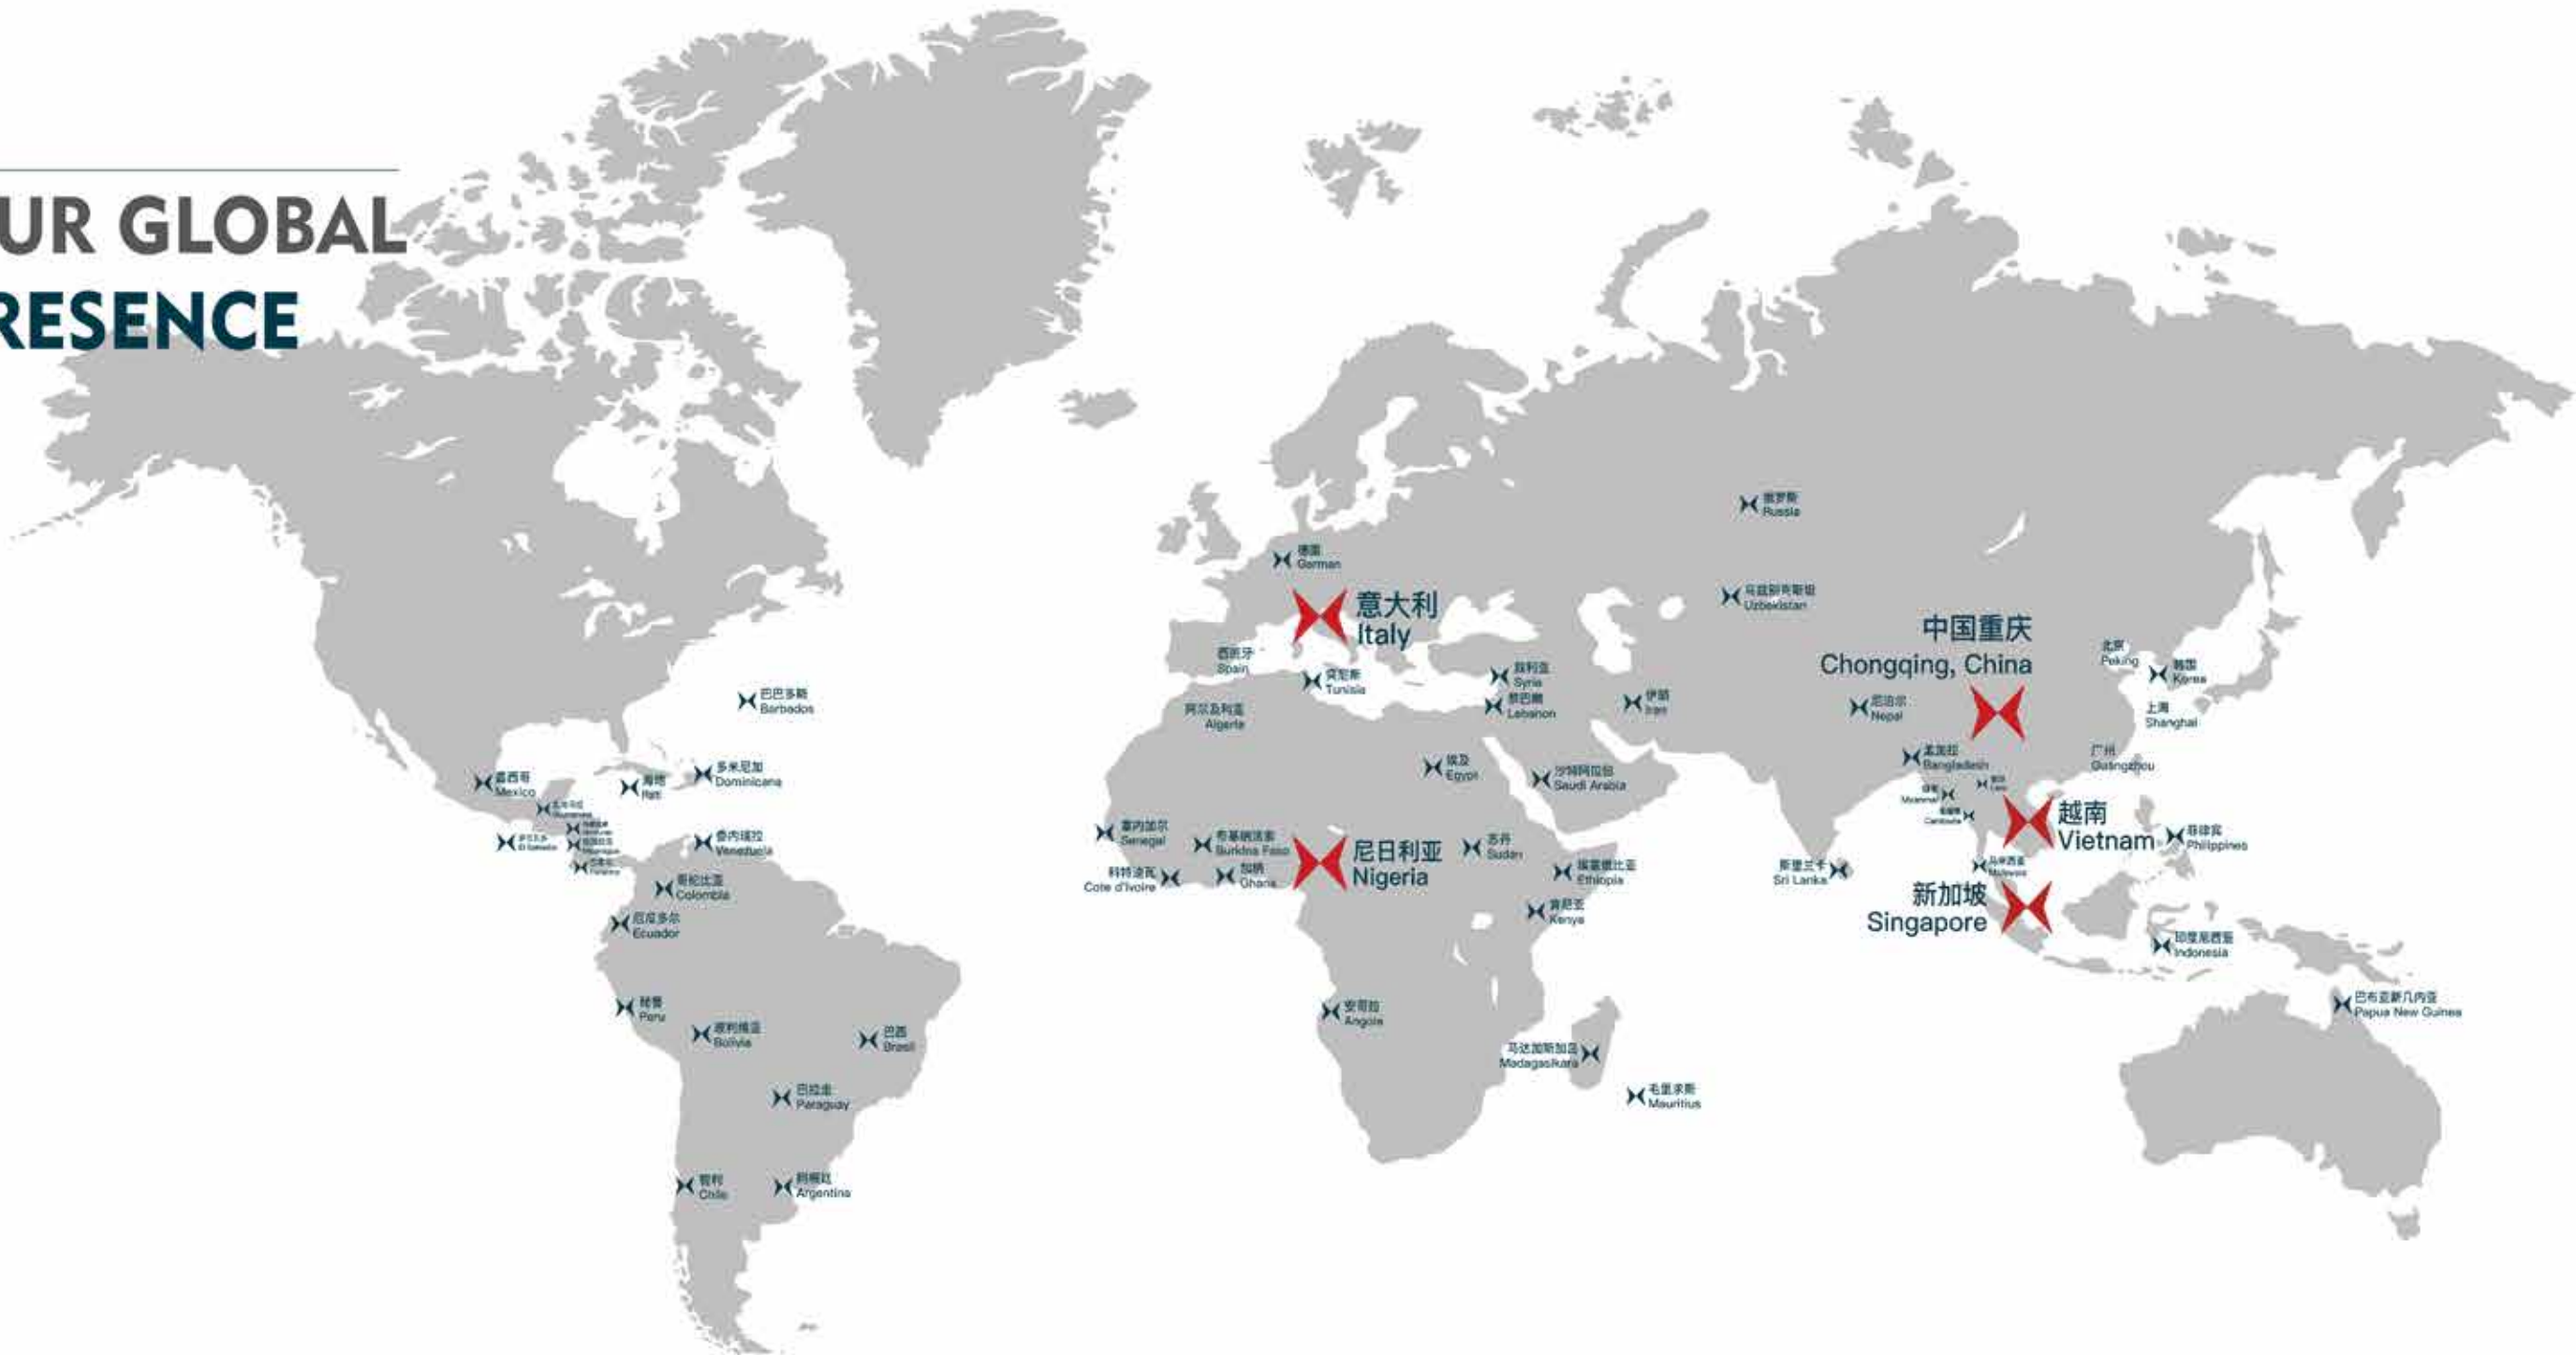 UR GLOBAL
RESENCE
俄罗斯
Russia
德国
German
意大利
Italy
乌兹别克斯坦
Uzbekistan
中国重庆
Chongqing, China
北京
Peking
韩国
Korea
西班牙
Spain
突尼斯
Tunisia
叙利亚
Syria
黎巴嫩
Lebanon
伊朗
Iran
尼泊尔
Nepal
上海
Shanghai
阿尔及利亚
Algeria
巴巴多斯
Barbados
孟加拉
Bangladesh
广州
Guangzhou
埃及
Egypt
沙特阿拉伯
Saudi Arabia
多米尼加
Dominicana
墨西哥
Mexico
海地
Haiti
Myanmar
Cambodia
越南
Vietnam
菲律宾
Philippines
塞内加尔
Senegal
布基纳法索
Burkina Faso
尼日利亚
Nigeria
苏丹
Sudan
委内瑞拉
Venezuela
El Salvador
科特迪瓦
Cote d'Ivoire
加纳
Ghana
埃塞俄比亚
Ethiopia
斯里兰卡
Sri Lanka
马来西亚
Malaysia
哥伦比亚
Colombia
肯尼亚
Kenya
新加坡
Singapore
厄瓜多尔
Ecuador
印度尼西亚
Indonesia
秘鲁
Peru
玻利维亚
Bolivia
巴西
Brasil
安哥拉
Angola
巴布亚新几内亚
Papua New Guinea
马达加斯加岛
Madagasikara
毛里求斯
Mauritius
巴拉圭
Paraguay
智利
Chile
阿根廷
Argentina